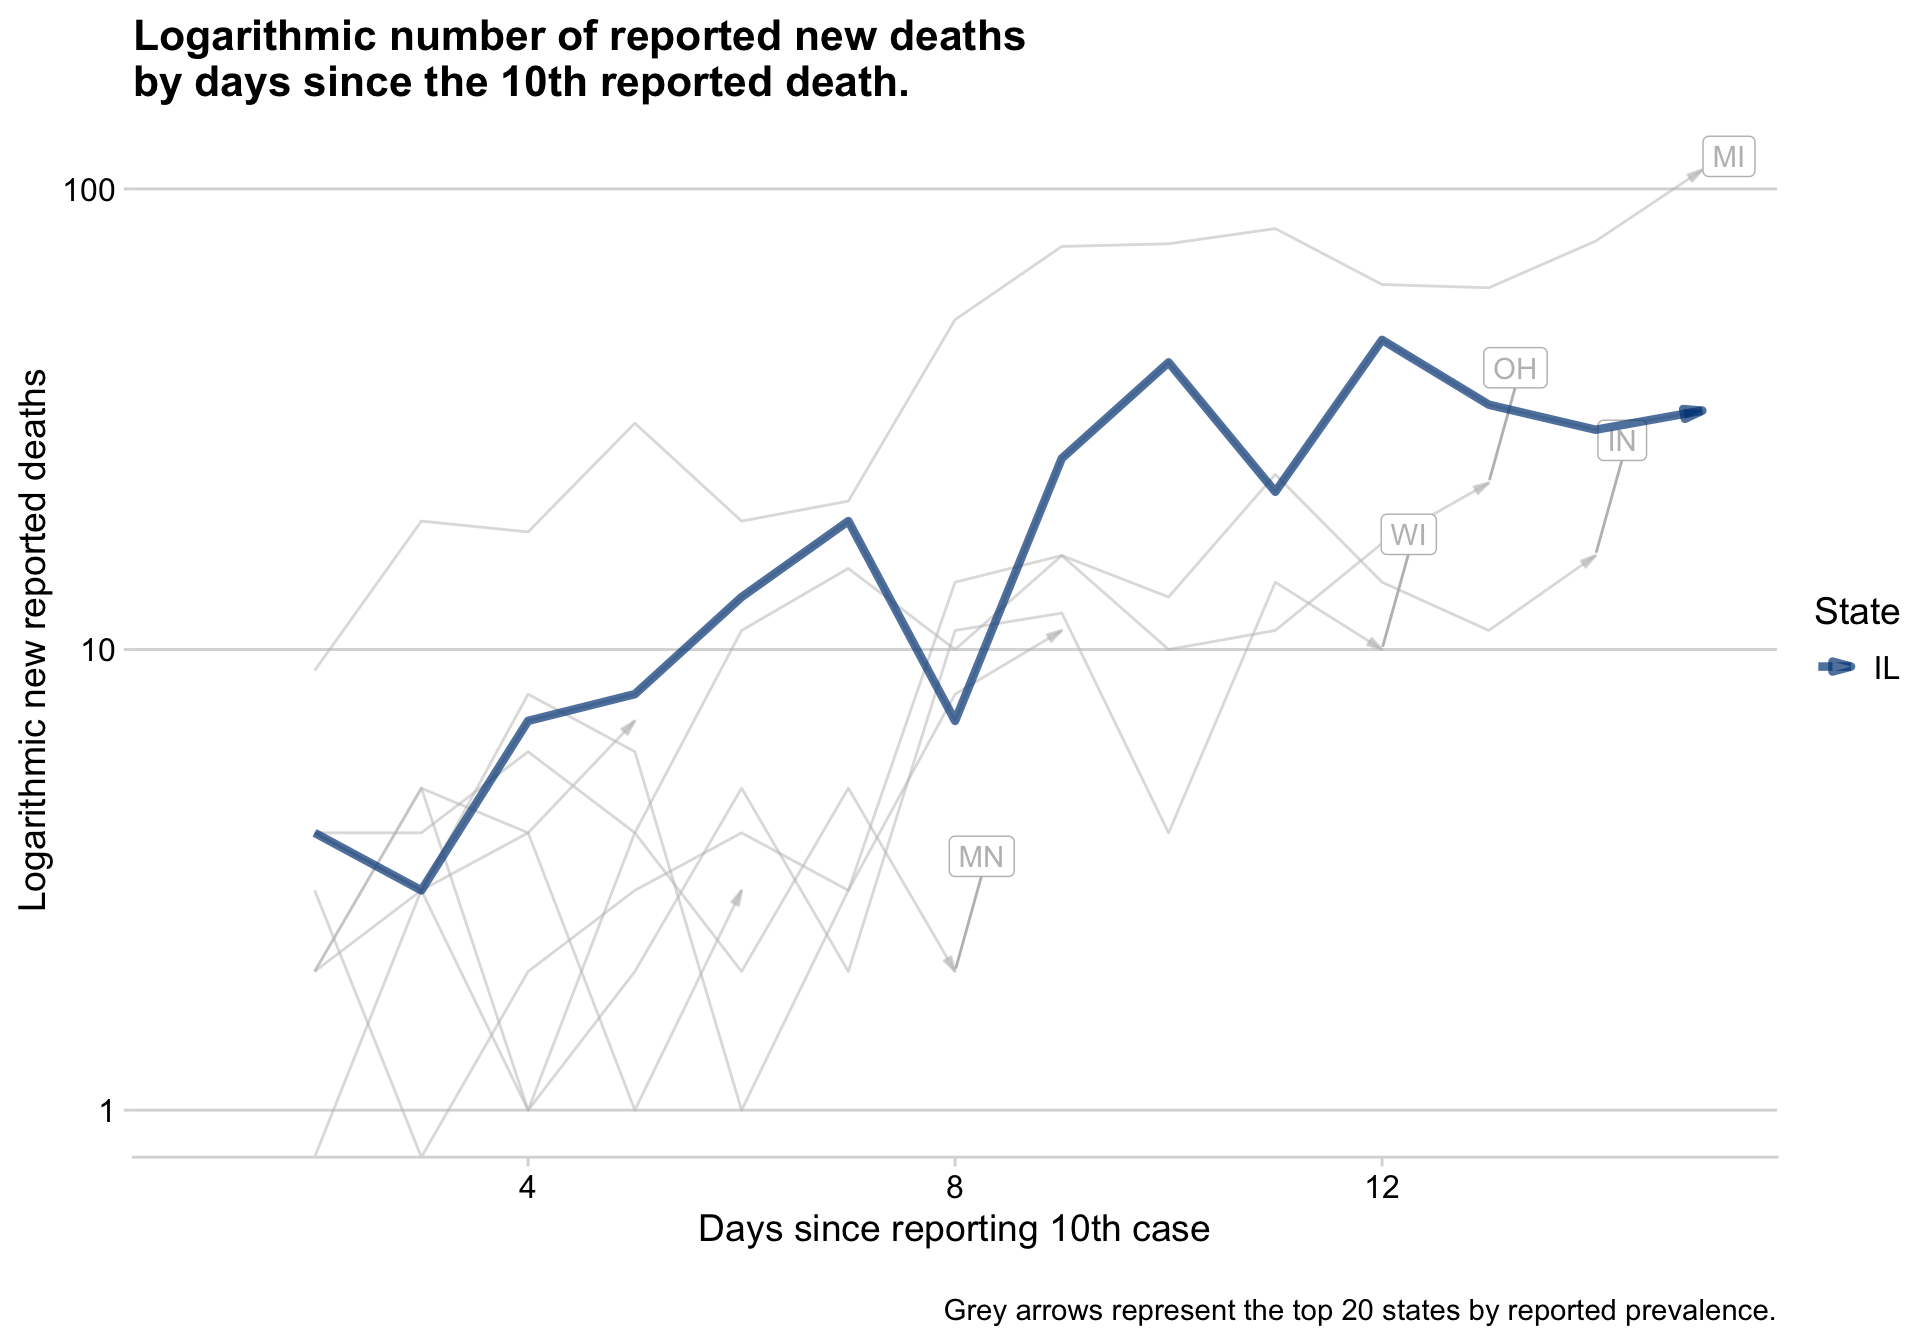 Logarithmic number of reported new deaths
by days since the 10th reported death.
Logarithmic new reported deaths
100
10
1
MI
OH
IN
WI
MN
State
IL
4 8 12
Days since reporting 10th case
Grey arrows represent the top 20 states by reported prevalence.